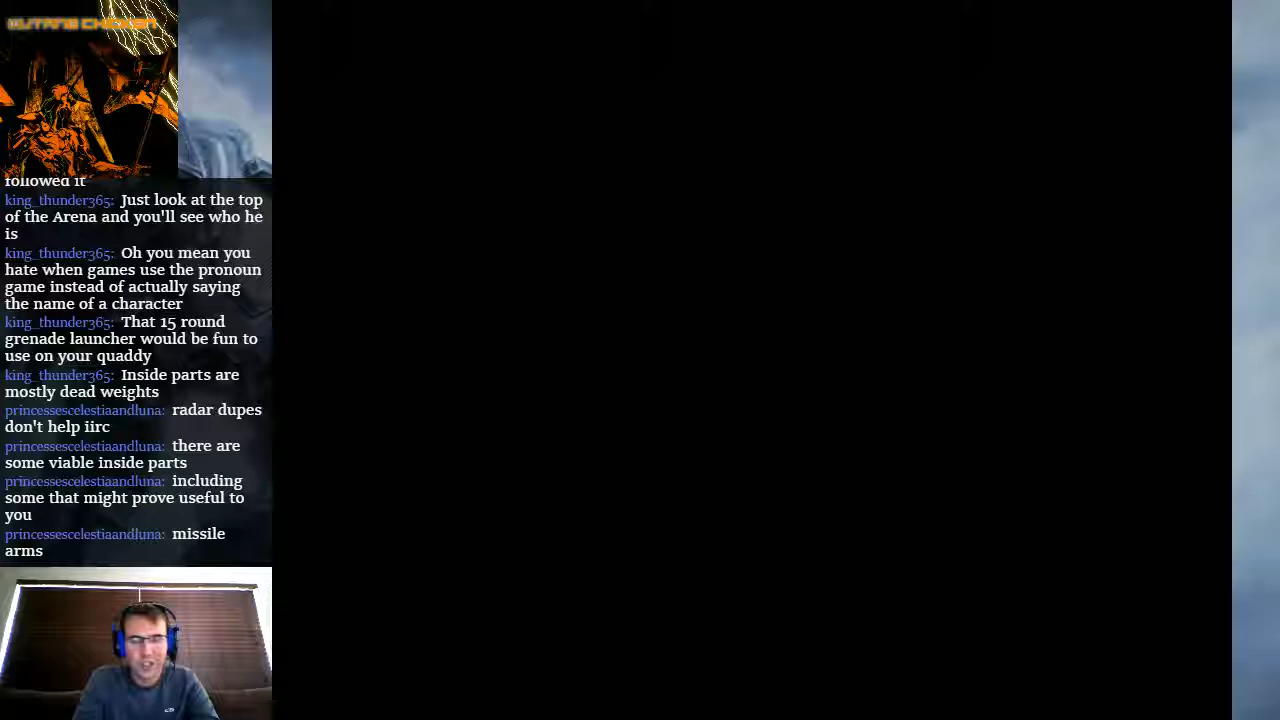 MUTANT CHICKEN
followed it
king_thunder365: Just look at the top
of the Arena and you'll see who he
is
king_thunder365: Oh you mean you
hate when games use the pronoun
game instead of actually saying
the name of a character
king_thunder365: That 15 round
grenade launcher would be fun to
use on your quaddy
king_thunder365: Inside parts are
mostly dead weights
princessescelestiaandluna: radar dupes
don't help iirc
princessescelestiaandluna: there are
some viable inside parts
princessescelestiaandluna: including
some that might prove useful to
you
princessescelestiaandluna: missile
arms